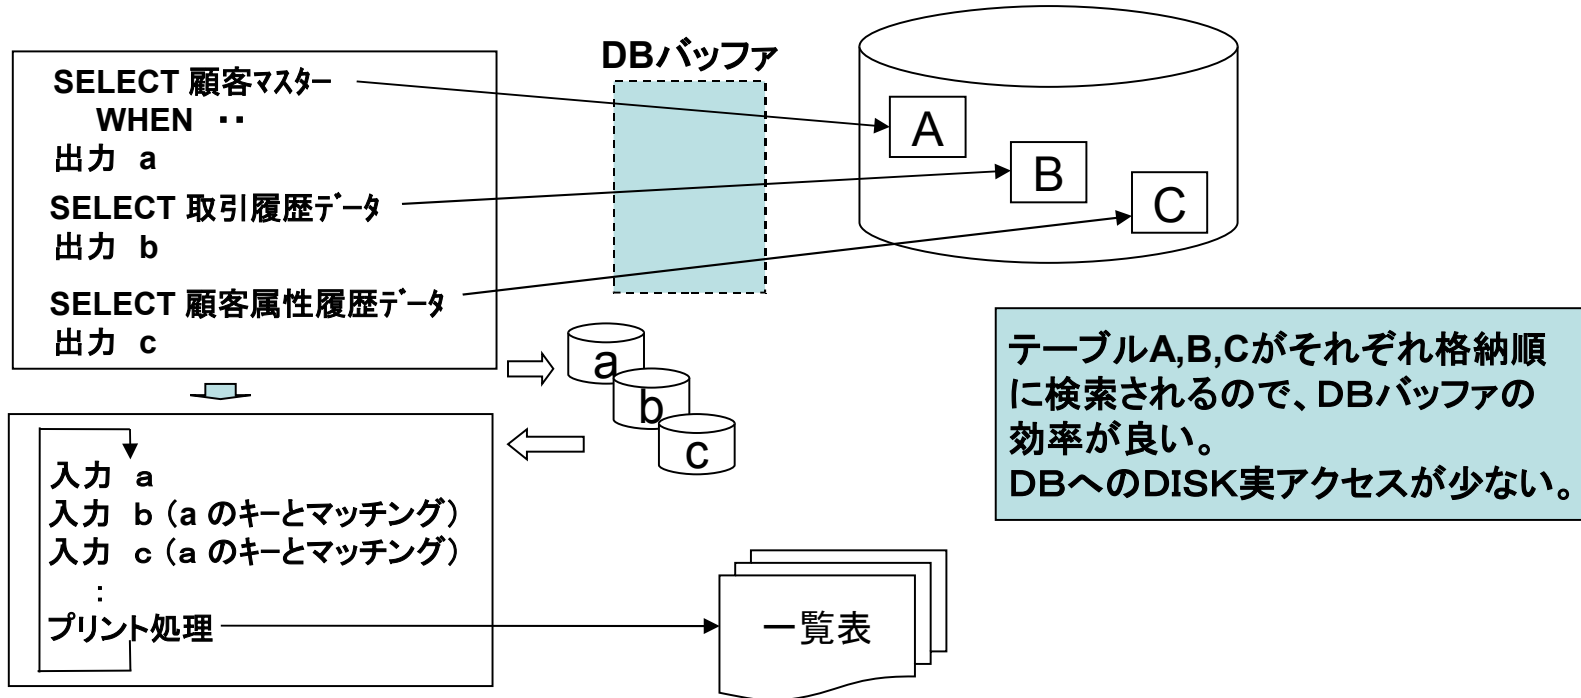 DBバッファ
SELECT 顧客ﾏｽﾀｰ
WHEN ・・
出力 a
SELECT 取引履歴ﾃﾞｰﾀ
出力 b
SELECT 顧客属性履歴ﾃﾞｰﾀ
出力 c
A
B
C
a
b
c
テーブルA,B,Cがそれぞれ格納順
に検索されるので、DBバッファの
効率が良い。
DBへのDISK実アクセスが少ない。
入力 a
入力 b（a のｷｰとマッチング）
入力 c（a のｷｰとマッチング）
：
プリント処理
一覧表